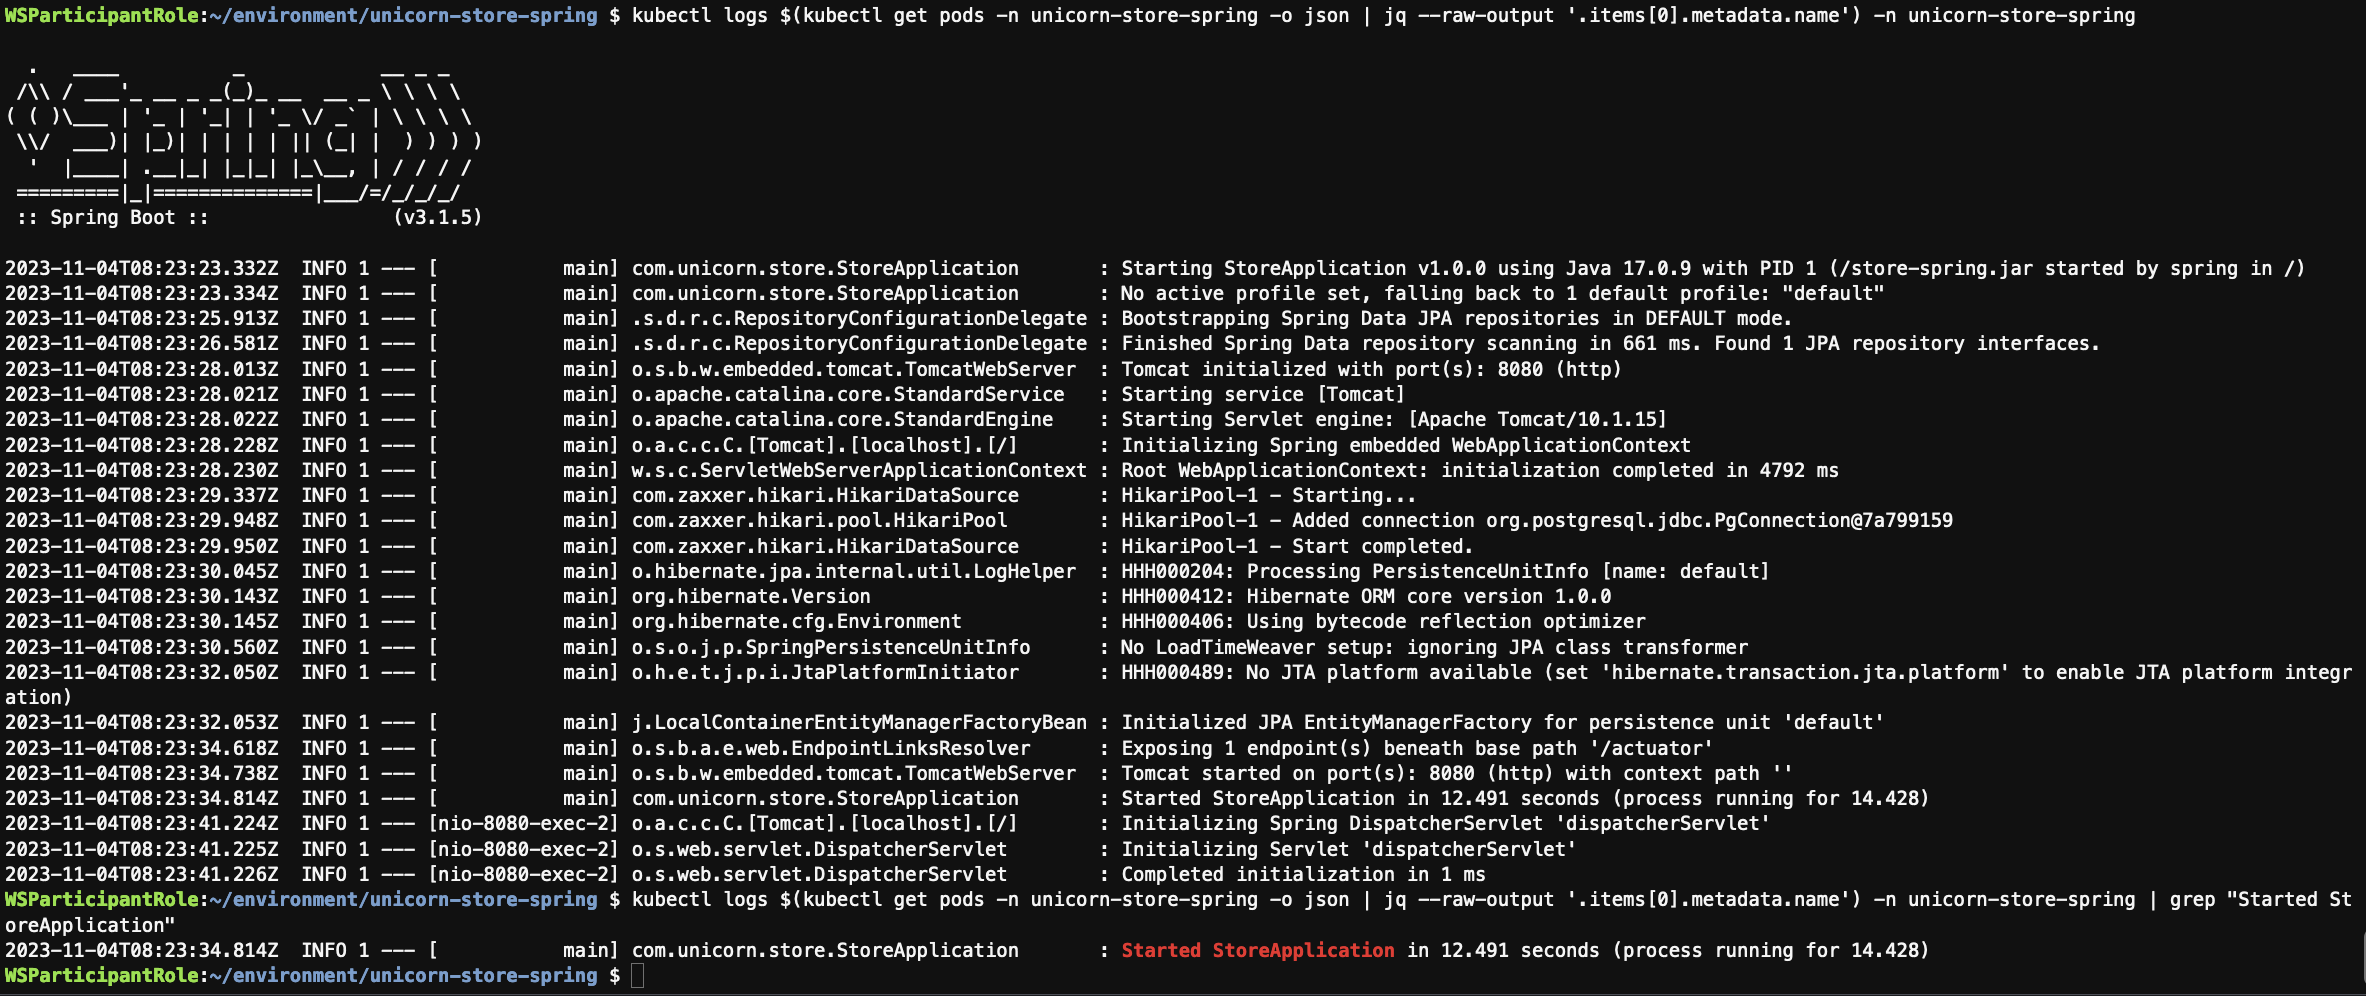 WSParticipantRole:~/environment/unicorn-store-spring $ kubectl logs $(kubectl get pods -n unicorn-store-spring -o json | jq --raw-output '.items[0].metadata.name') -n unicorn-store-spring

  .   ____          _            __ _ _
 /\\ / ___'_ __ _ _(_)_ __  __ _ \ \ \ \
( ( )\___ | '_ | '_| | '_ \/ _` | \ \ \ \
 \\/  ___)| |_)| | | | | || (_| |  ) ) ) )
  '  |____| .__|_| |_|_| |_\__, | / / / /
 =========|_|==============|___/=/_/_/_/
 :: Spring Boot ::                (v3.1.5)

2023-11-04T08:23:23.332Z  INFO 1 --- [           main] com.unicorn.store.StoreApplication       : Starting StoreApplication v1.0.0 using Java 17.0.9 with PID 1 (/store-spring.jar started by spring in /)
2023-11-04T08:23:23.334Z  INFO 1 --- [           main] com.unicorn.store.StoreApplication       : No active profile set, falling back to 1 default profile: "default"
2023-11-04T08:23:25.913Z  INFO 1 --- [           main] .s.d.r.c.RepositoryConfigurationDelegate : Bootstrapping Spring Data JPA repositories in DEFAULT mode.
2023-11-04T08:23:26.581Z  INFO 1 --- [           main] .s.d.r.c.RepositoryConfigurationDelegate : Finished Spring Data repository scanning in 661 ms. Found 1 JPA repository interfaces.
2023-11-04T08:23:28.013Z  INFO 1 --- [           main] o.s.b.w.embedded.tomcat.TomcatWebServer  : Tomcat initialized with port(s): 8080 (http)
2023-11-04T08:23:28.021Z  INFO 1 --- [           main] o.apache.catalina.core.StandardService   : Starting service [Tomcat]
2023-11-04T08:23:28.022Z  INFO 1 --- [           main] o.apache.catalina.core.StandardEngine    : Starting Servlet engine: [Apache Tomcat/10.1.15]
2023-11-04T08:23:28.228Z  INFO 1 --- [           main] o.a.c.c.C.[Tomcat].[localhost].[/]       : Initializing Spring embedded WebApplicationContext
2023-11-04T08:23:28.230Z  INFO 1 --- [           main] w.s.c.ServletWebServerApplicationContext : Root WebApplicationContext: initialization completed in 4792 ms
2023-11-04T08:23:29.337Z  INFO 1 --- [           main] com.zaxxer.hikari.HikariDataSource       : HikariPool-1 - Starting...
2023-11-04T08:23:29.948Z  INFO 1 --- [           main] com.zaxxer.hikari.pool.HikariPool        : HikariPool-1 - Added connection org.postgresql.jdbc.PgConnection@7a799159
2023-11-04T08:23:29.950Z  INFO 1 --- [           main] com.zaxxer.hikari.HikariDataSource       : HikariPool-1 - Start completed.
2023-11-04T08:23:30.045Z  INFO 1 --- [           main] o.hibernate.jpa.internal.util.LogHelper  : HHH000204: Processing PersistenceUnitInfo [name: default]
2023-11-04T08:23:30.143Z  INFO 1 --- [           main] org.hibernate.Version                    : HHH000412: Hibernate ORM core version 1.0.0
2023-11-04T08:23:30.145Z  INFO 1 --- [           main] org.hibernate.cfg.Environment            : HHH000406: Using bytecode reflection optimizer
2023-11-04T08:23:30.560Z  INFO 1 --- [           main] o.s.o.j.p.SpringPersistenceUnitInfo      : No LoadTimeWeaver setup: ignoring JPA class transformer
2023-11-04T08:23:32.050Z  INFO 1 --- [           main] o.h.e.t.j.p.i.JtaPlatformInitiator       : HHH000489: No JTA platform available (set 'hibernate.transaction.jta.platform' to enable JTA platform integr
ation)
2023-11-04T08:23:32.053Z  INFO 1 --- [           main] j.LocalContainerEntityManagerFactoryBean : Initialized JPA EntityManagerFactory for persistence unit 'default'
2023-11-04T08:23:34.618Z  INFO 1 --- [           main] o.s.b.a.e.web.EndpointLinksResolver      : Exposing 1 endpoint(s) beneath base path '/actuator'
2023-11-04T08:23:34.738Z  INFO 1 --- [           main] o.s.b.w.embedded.tomcat.TomcatWebServer  : Tomcat started on port(s): 8080 (http) with context path ''
2023-11-04T08:23:34.814Z  INFO 1 --- [           main] com.unicorn.store.StoreApplication       : Started StoreApplication in 12.491 seconds (process running for 14.428)
2023-11-04T08:23:41.224Z  INFO 1 --- [nio-8080-exec-2] o.a.c.c.C.[Tomcat].[localhost].[/]       : Initializing Spring DispatcherServlet 'dispatcherServlet'
2023-11-04T08:23:41.225Z  INFO 1 --- [nio-8080-exec-2] o.s.web.servlet.DispatcherServlet        : Initializing Servlet 'dispatcherServlet'
2023-11-04T08:23:41.226Z  INFO 1 --- [nio-8080-exec-2] o.s.web.servlet.DispatcherServlet        : Completed initialization in 1 ms
WSParticipantRole:~/environment/unicorn-store-spring $ kubectl logs $(kubectl get pods -n unicorn-store-spring -o json | jq --raw-output '.items[0].metadata.name') -n unicorn-store-spring | grep "Started St
oreApplication"
2023-11-04T08:23:34.814Z  INFO 1 --- [           main] com.unicorn.store.StoreApplication       : Started StoreApplication in 12.491 seconds (process running for 14.428)
WSParticipantRole:~/environment/unicorn-store-spring $